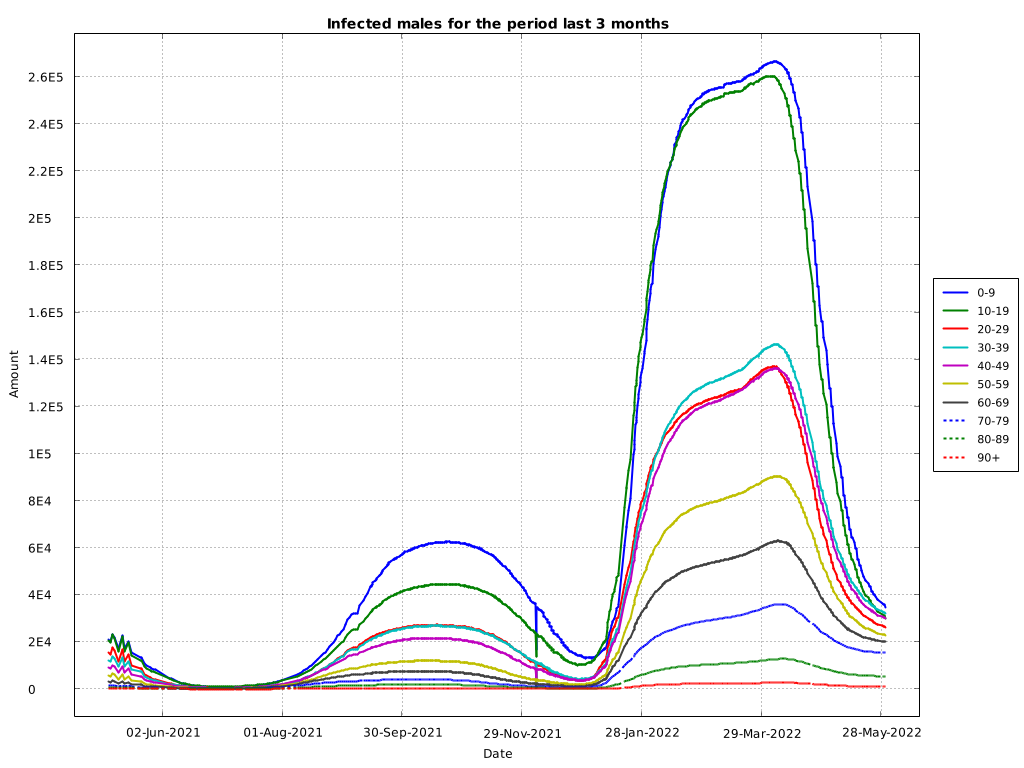 Infected males for the period last 3 months
Amount
2.6E5
2.4E5
2.2E5
2E5
1.8E5
1.6E5
1.4E5
1.2E5
1E5
8E4
6E4
4E4
2E4
0
02-Jun-2021 01-Aug-2021 30-Sep-2021 29-Nov-2021 28-Jan-2022 29-Mar-2022 28-May-2022
Date
0-9
10-19
20-29
30-39
40-49
50-59
60-69
70-79
80-89
90+